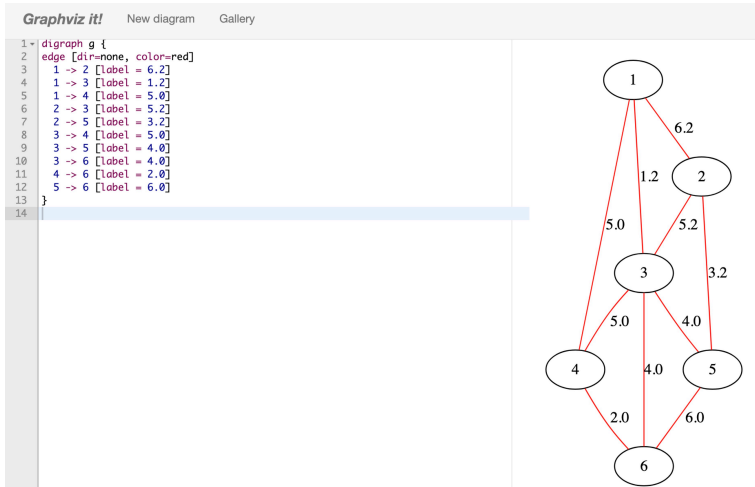 Graphviz it! New diagram Gallery
1 digraph g {
2 edge [dir=none, color=red]
3 1 -> 2 [label = 6.2]
4 1 -> 3 [label = 1.2]
5 1 -> 4 [label = 5.0]
6 2 -> 3 [label = 5.2]
7 2 -> 5 [label = 3.2]
8 3 -> 4 [label = 5.0]
9 3 -> 5 [label = 4.0]
10 3 -> 6 [label = 4.0]
11 4 -> 6 [label = 2.0]
12 5 -> 6 [label = 6.0]
13 }
14
1
6.2
1.2 2
5.0 5.2
3 3.2
5.0 4.0
4 4.0 5
2.0 6.0
6